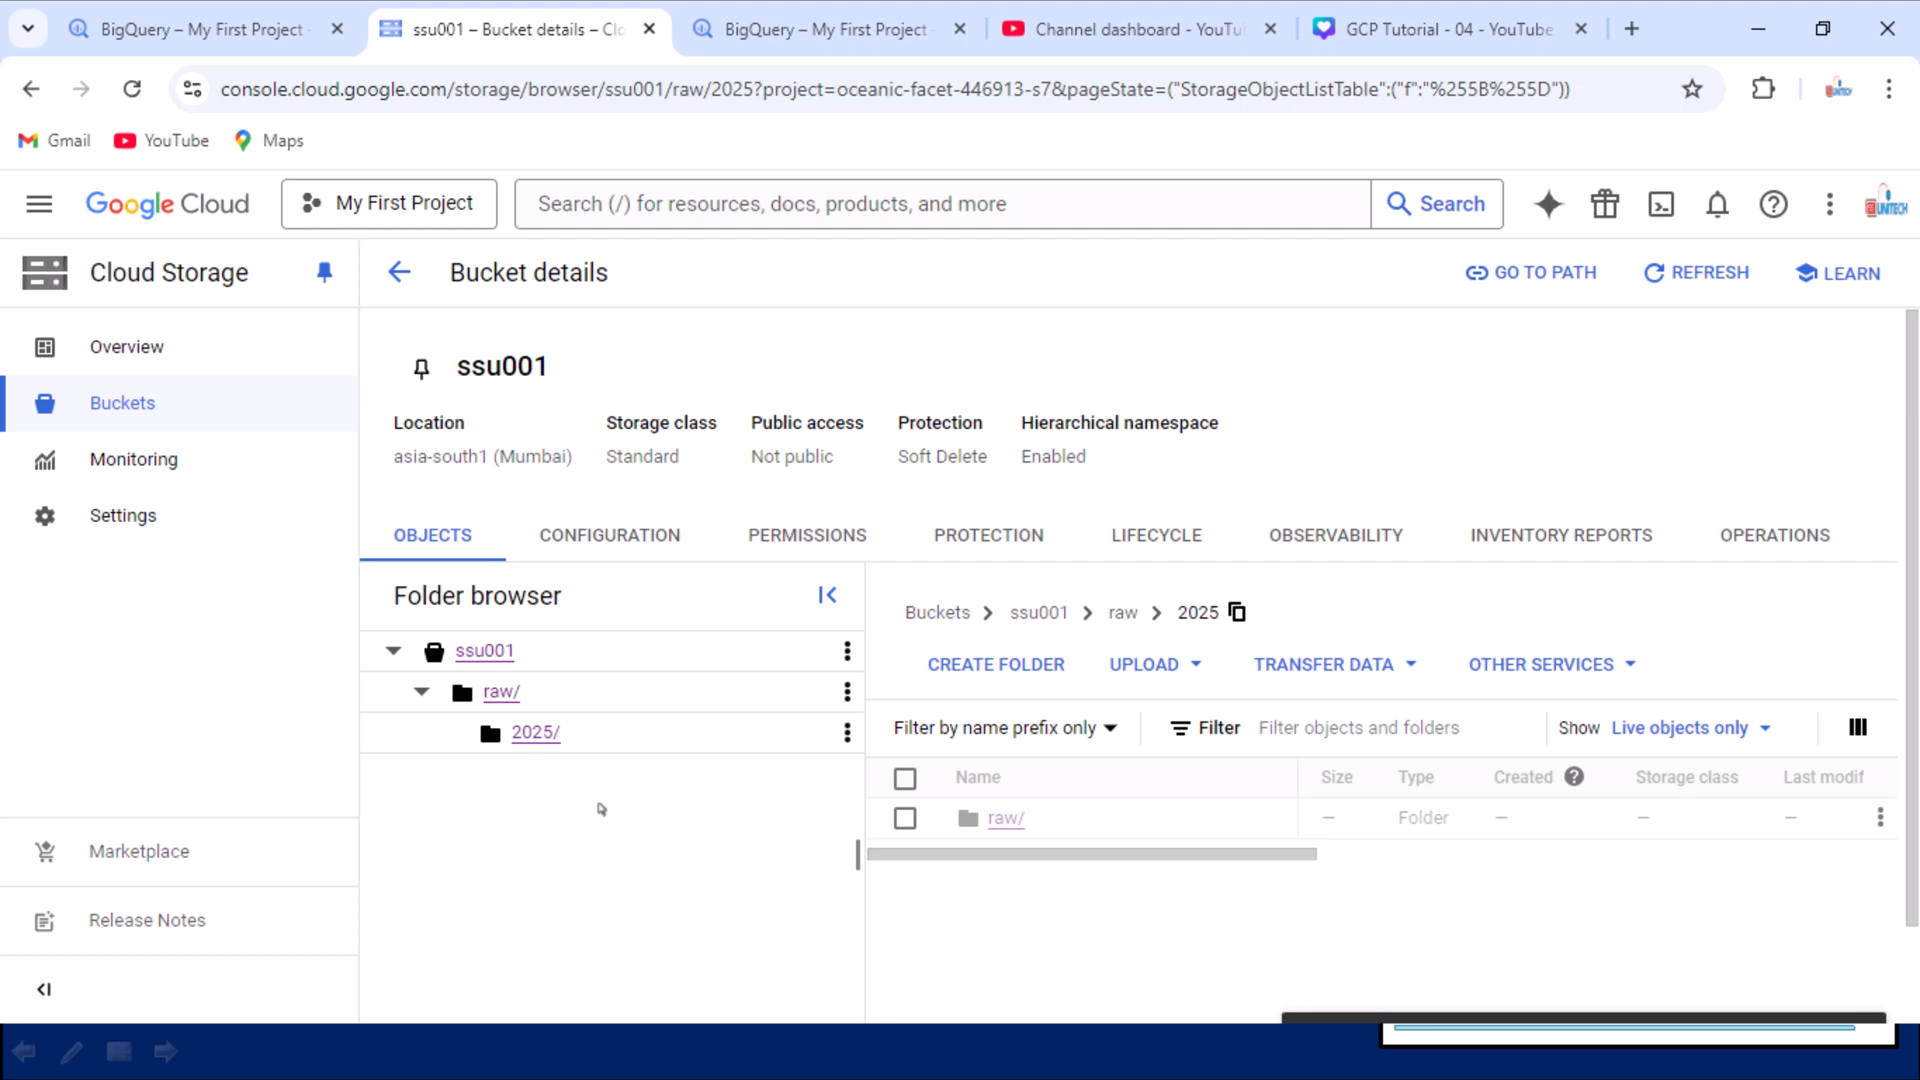 BigQuery – My First Project -
ssu001 – Bucket details – Clo
BigQuery – My First Project -
Channel dashboard - YouTu
GCP Tutorial - 04 - YouTube
console.cloud.google.com/storage/browser/ssu001/raw/2025?project=oceanic-facet-446913-s7&pageState=("StorageObjectListTable":("f":"%255B%255D"))
Gmail YouTube Maps
Google Cloud My First Project Search (/) for resources, docs, products, and more Search UNITECH
Cloud Storage
Bucket details
GO TO PATH REFRESH LEARN
Overview
Buckets
Monitoring
Settings
Marketplace
Release Notes
ssu001
Location Storage class Public access Protection Hierarchical namespace
asia-south1 (Mumbai) Standard Not public Soft Delete Enabled
OBJECTS CONFIGURATION PERMISSIONS PROTECTION LIFECYCLE OBSERVABILITY INVENTORY REPORTS OPERATIONS
Folder browser
ssu001
raw/
2025/
Buckets ssu001 raw 2025
CREATE FOLDER UPLOAD TRANSFER DATA OTHER SERVICES
Filter by name prefix only Filter Filter objects and folders Show Live objects only
Name Size Type Created Storage class Last modif
raw/ — Folder — — —